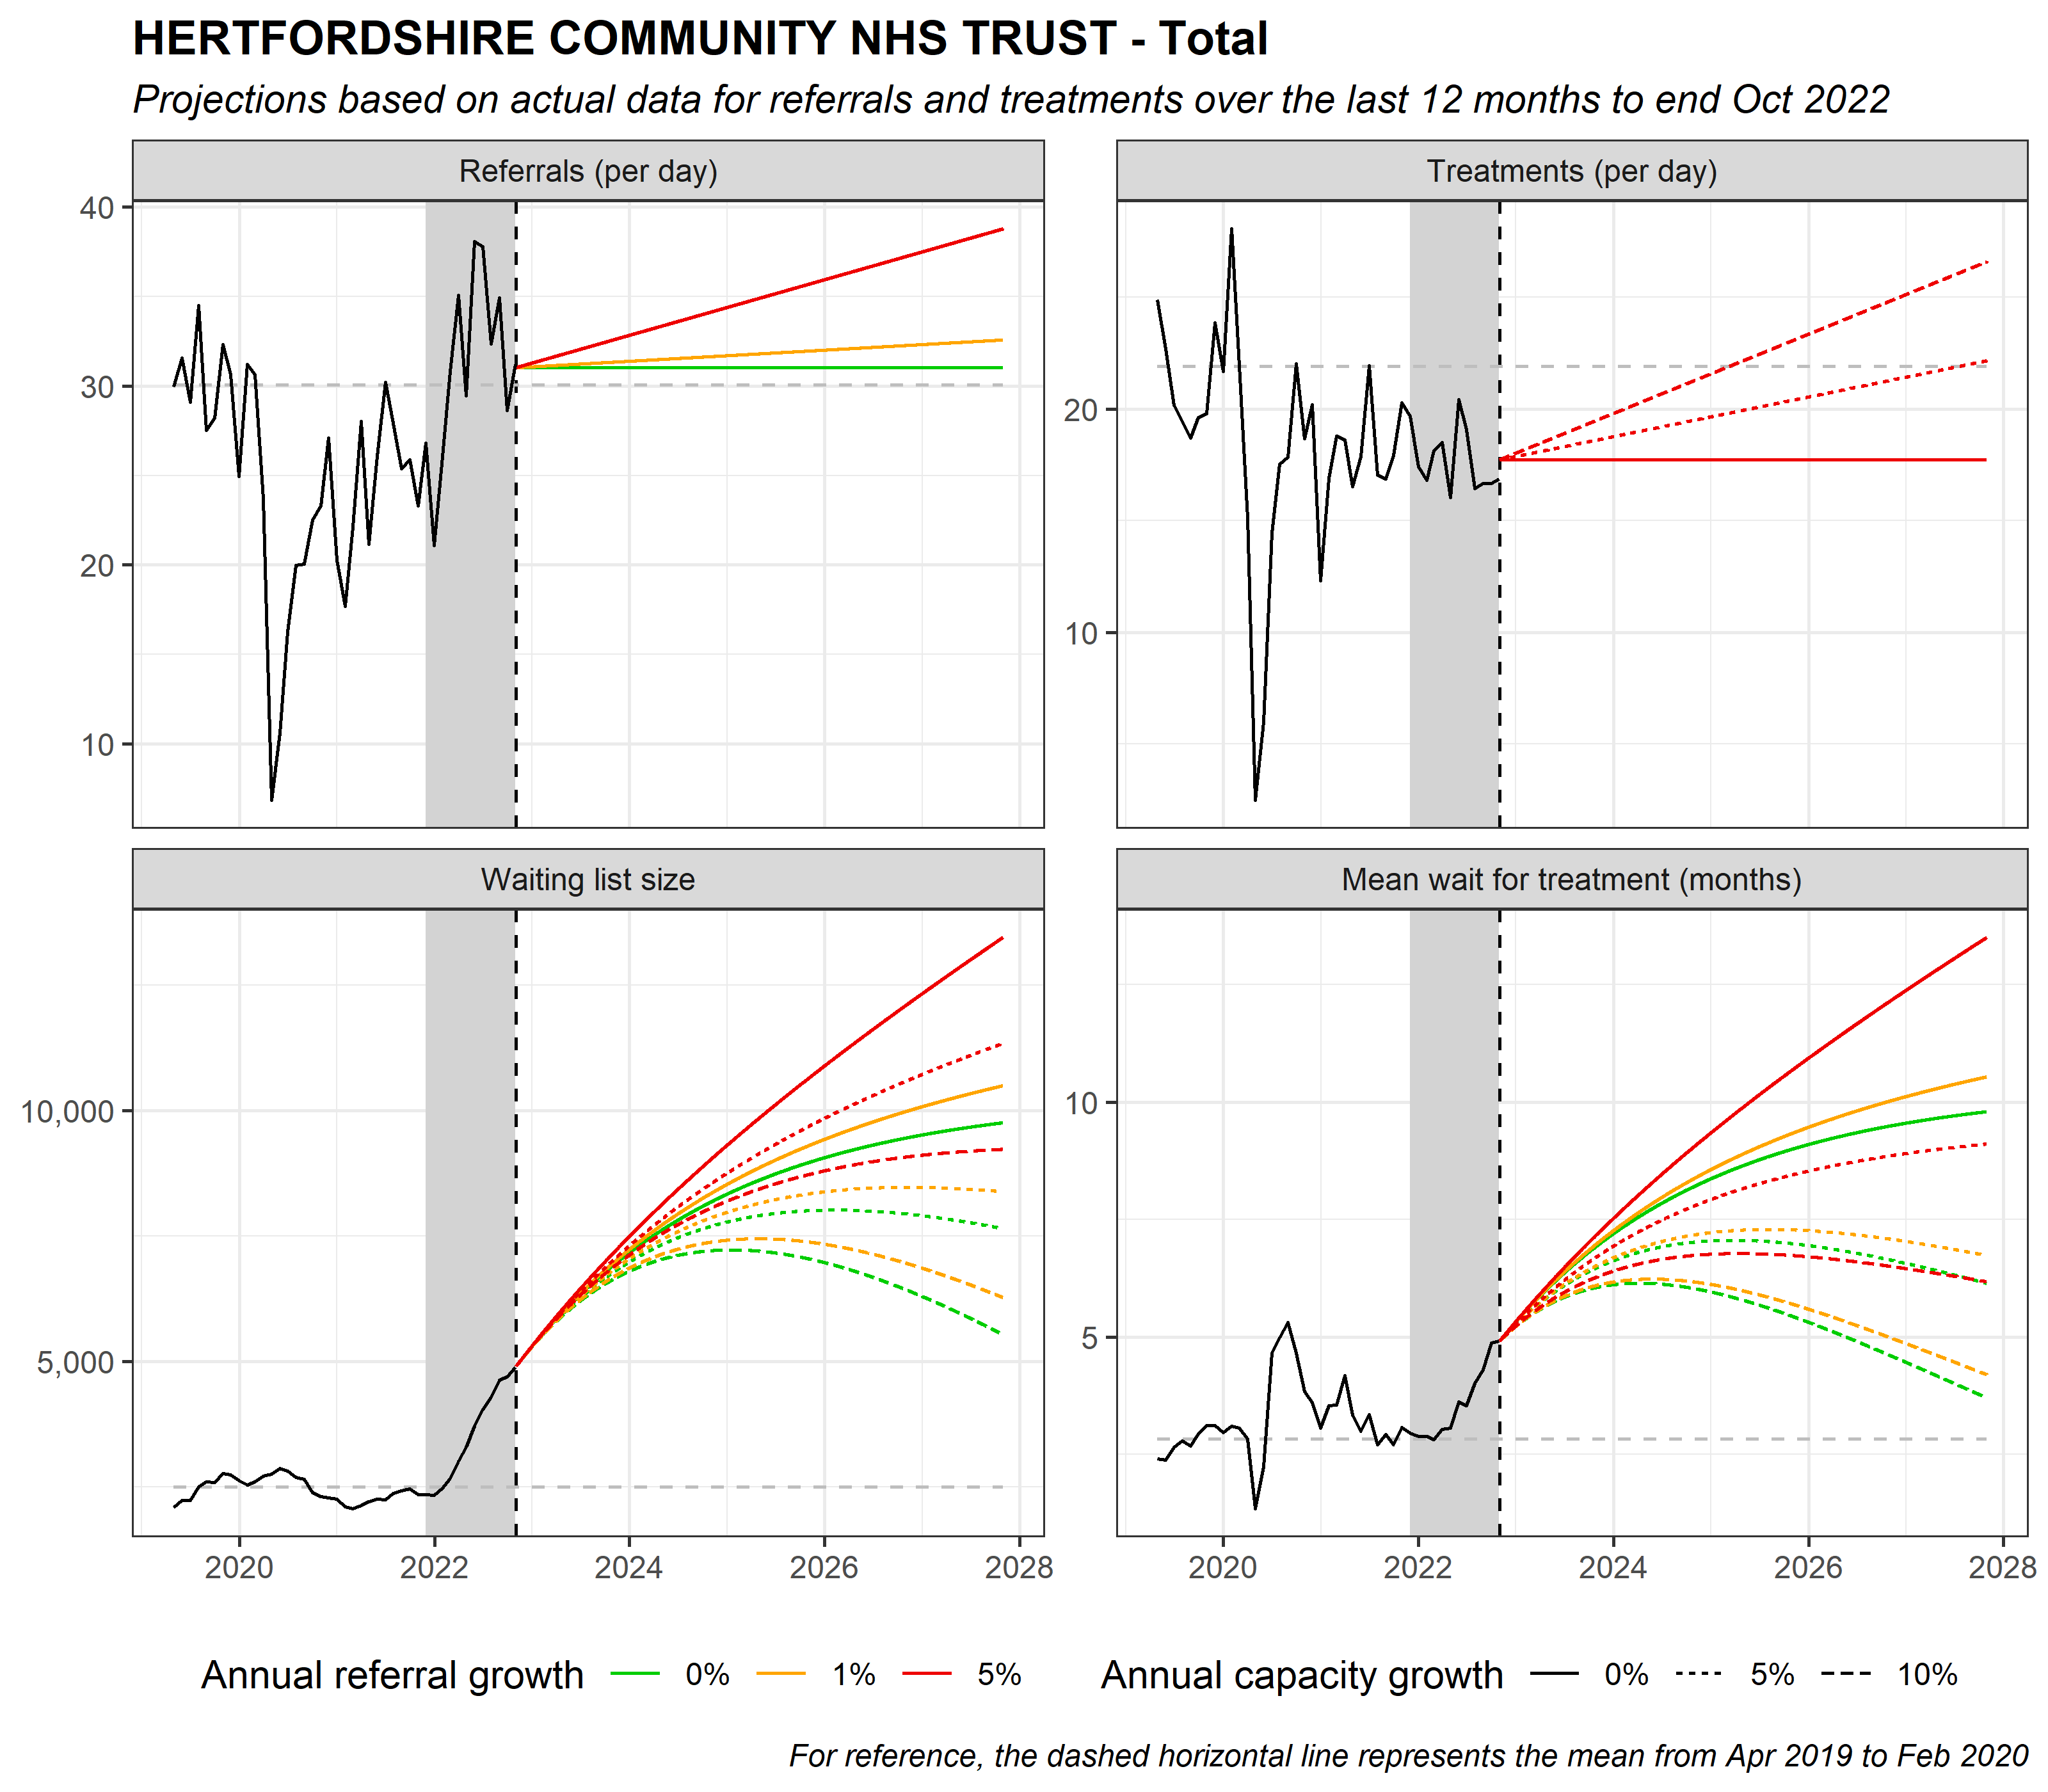 HERTFORDSHIRE COMMUNITY NHS TRUST - Total
Projections based on actual data for referrals and treatments over the last 12 months to end Oct 2022
Referrals (per day)
40
30
20
10
Treatments (per day)
20
10
Waiting list size
10,000
5,000
2020 2022 2024 2026 2028
Mean wait for treatment (months)
10
5
2020 2022 2024 2026 2028
Annual referral growth 0% 1% 5%
Annual capacity growth 0% 5% 10%
For reference, the dashed horizontal line represents the mean from Apr 2019 to Feb 2020